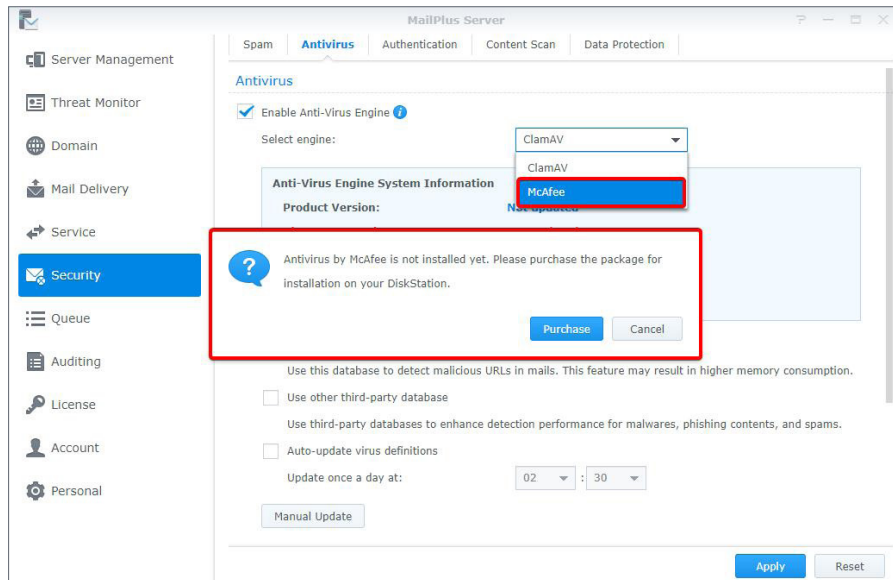 MailPlus Server
Server Management
Threat Monitor
Domain
Mail Delivery
Service
Security
Queue
Auditing
License
Account
Personal
Spam Antivirus Authentication Content Scan Data Protection
Antivirus
Enable Anti-Virus Engine
Select engine: ClamAV
ClamAV
McAfee
Anti-Virus Engine System Information
Product Version: Not updated
Antivirus by McAfee is not installed yet. Please purchase the package for
installation on your DiskStation.
Purchase Cancel
Use this database to detect malicious URLs in mails. This feature may result in higher memory consumption.
Use other third-party database
Use third-party databases to enhance detection performance for malwares, phishing contents, and spams.
Auto-update virus definitions
Update once a day at: 02 : 30
Manual Update
Apply Reset